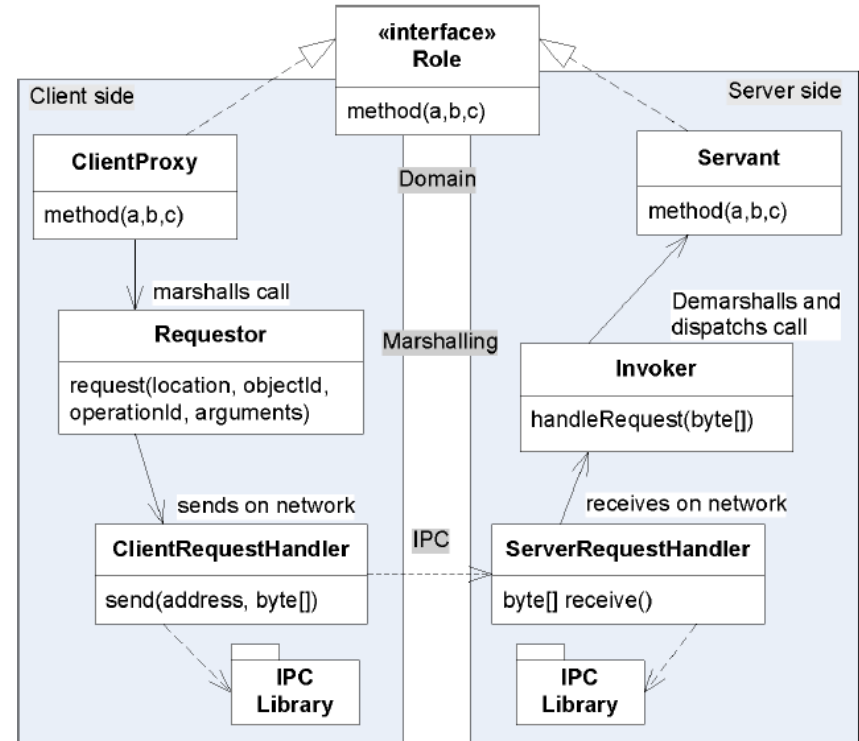 «interface»
Role
method(a,b,c)
Client side
Server side
ClientProxy
method(a,b,c)
Domain
Servant
method(a,b,c)
marshalls call
Requestor
request(location, objectId,
operationId, arguments)
Marshalling
Demarshalls and
dispatchs call
Invoker
handleRequest(byte[])
sends on network
receives on network
ClientRequestHandler
send(address, byte[])
IPC
ServerRequestHandler
byte[] receive()
IPC
Library
IPC
Library